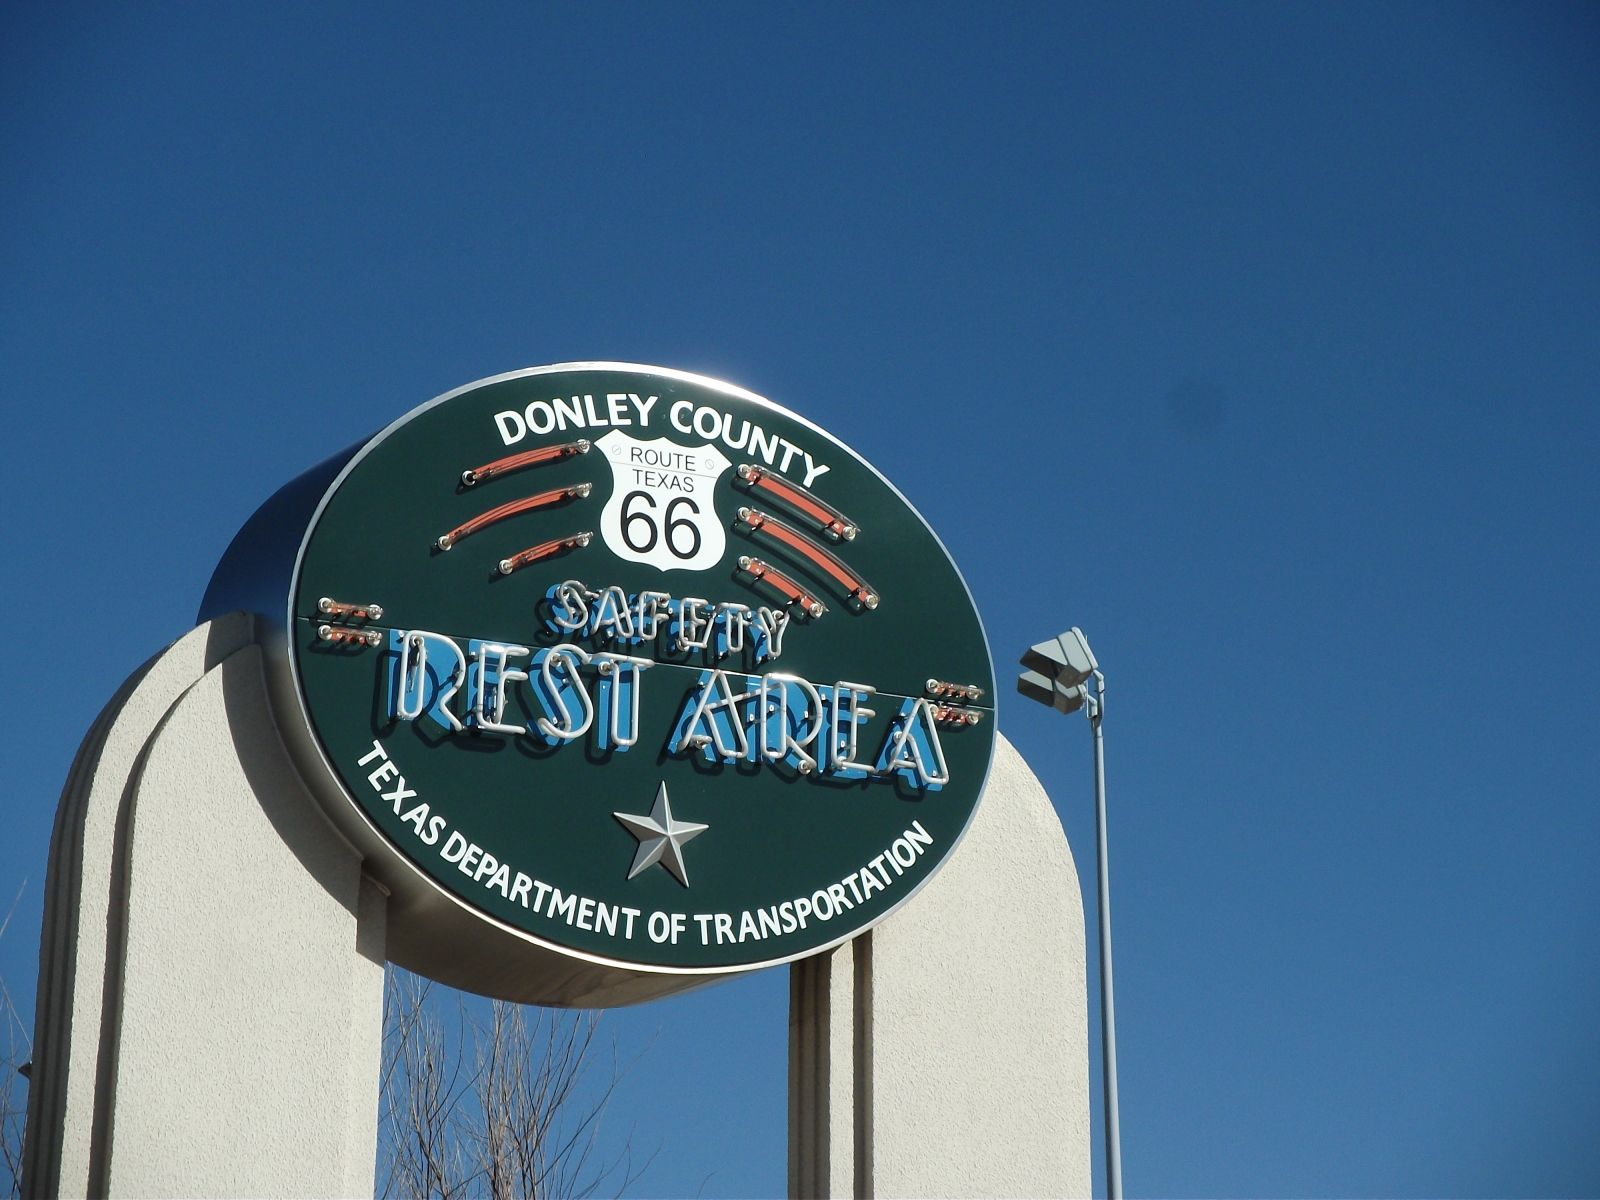 DONLEY COUNTY
ROUTE
TEXAS
66
SAFETY
REST AREA
TEXAS DEPARTMENT OF TRANSPORTATION